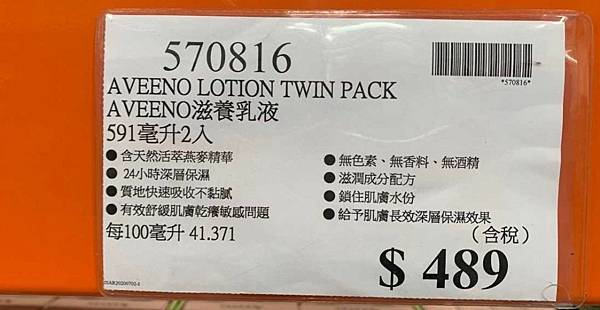 570816
*570816*
AVEENO LOTION TWIN PACK
AVEENO滋養乳液
591毫升2入
● 含天然活萃燕麥精華
● 24小時深層保濕
● 質地快速吸收不黏膩
● 有效舒緩肌膚乾癢敏感問題
● 無色素、無香料、無酒精
● 滋潤成分配方
● 鎖住肌膚水份
● 給予肌膚長效深層保濕效果
每100毫升 41.371
(含稅)
$ 489